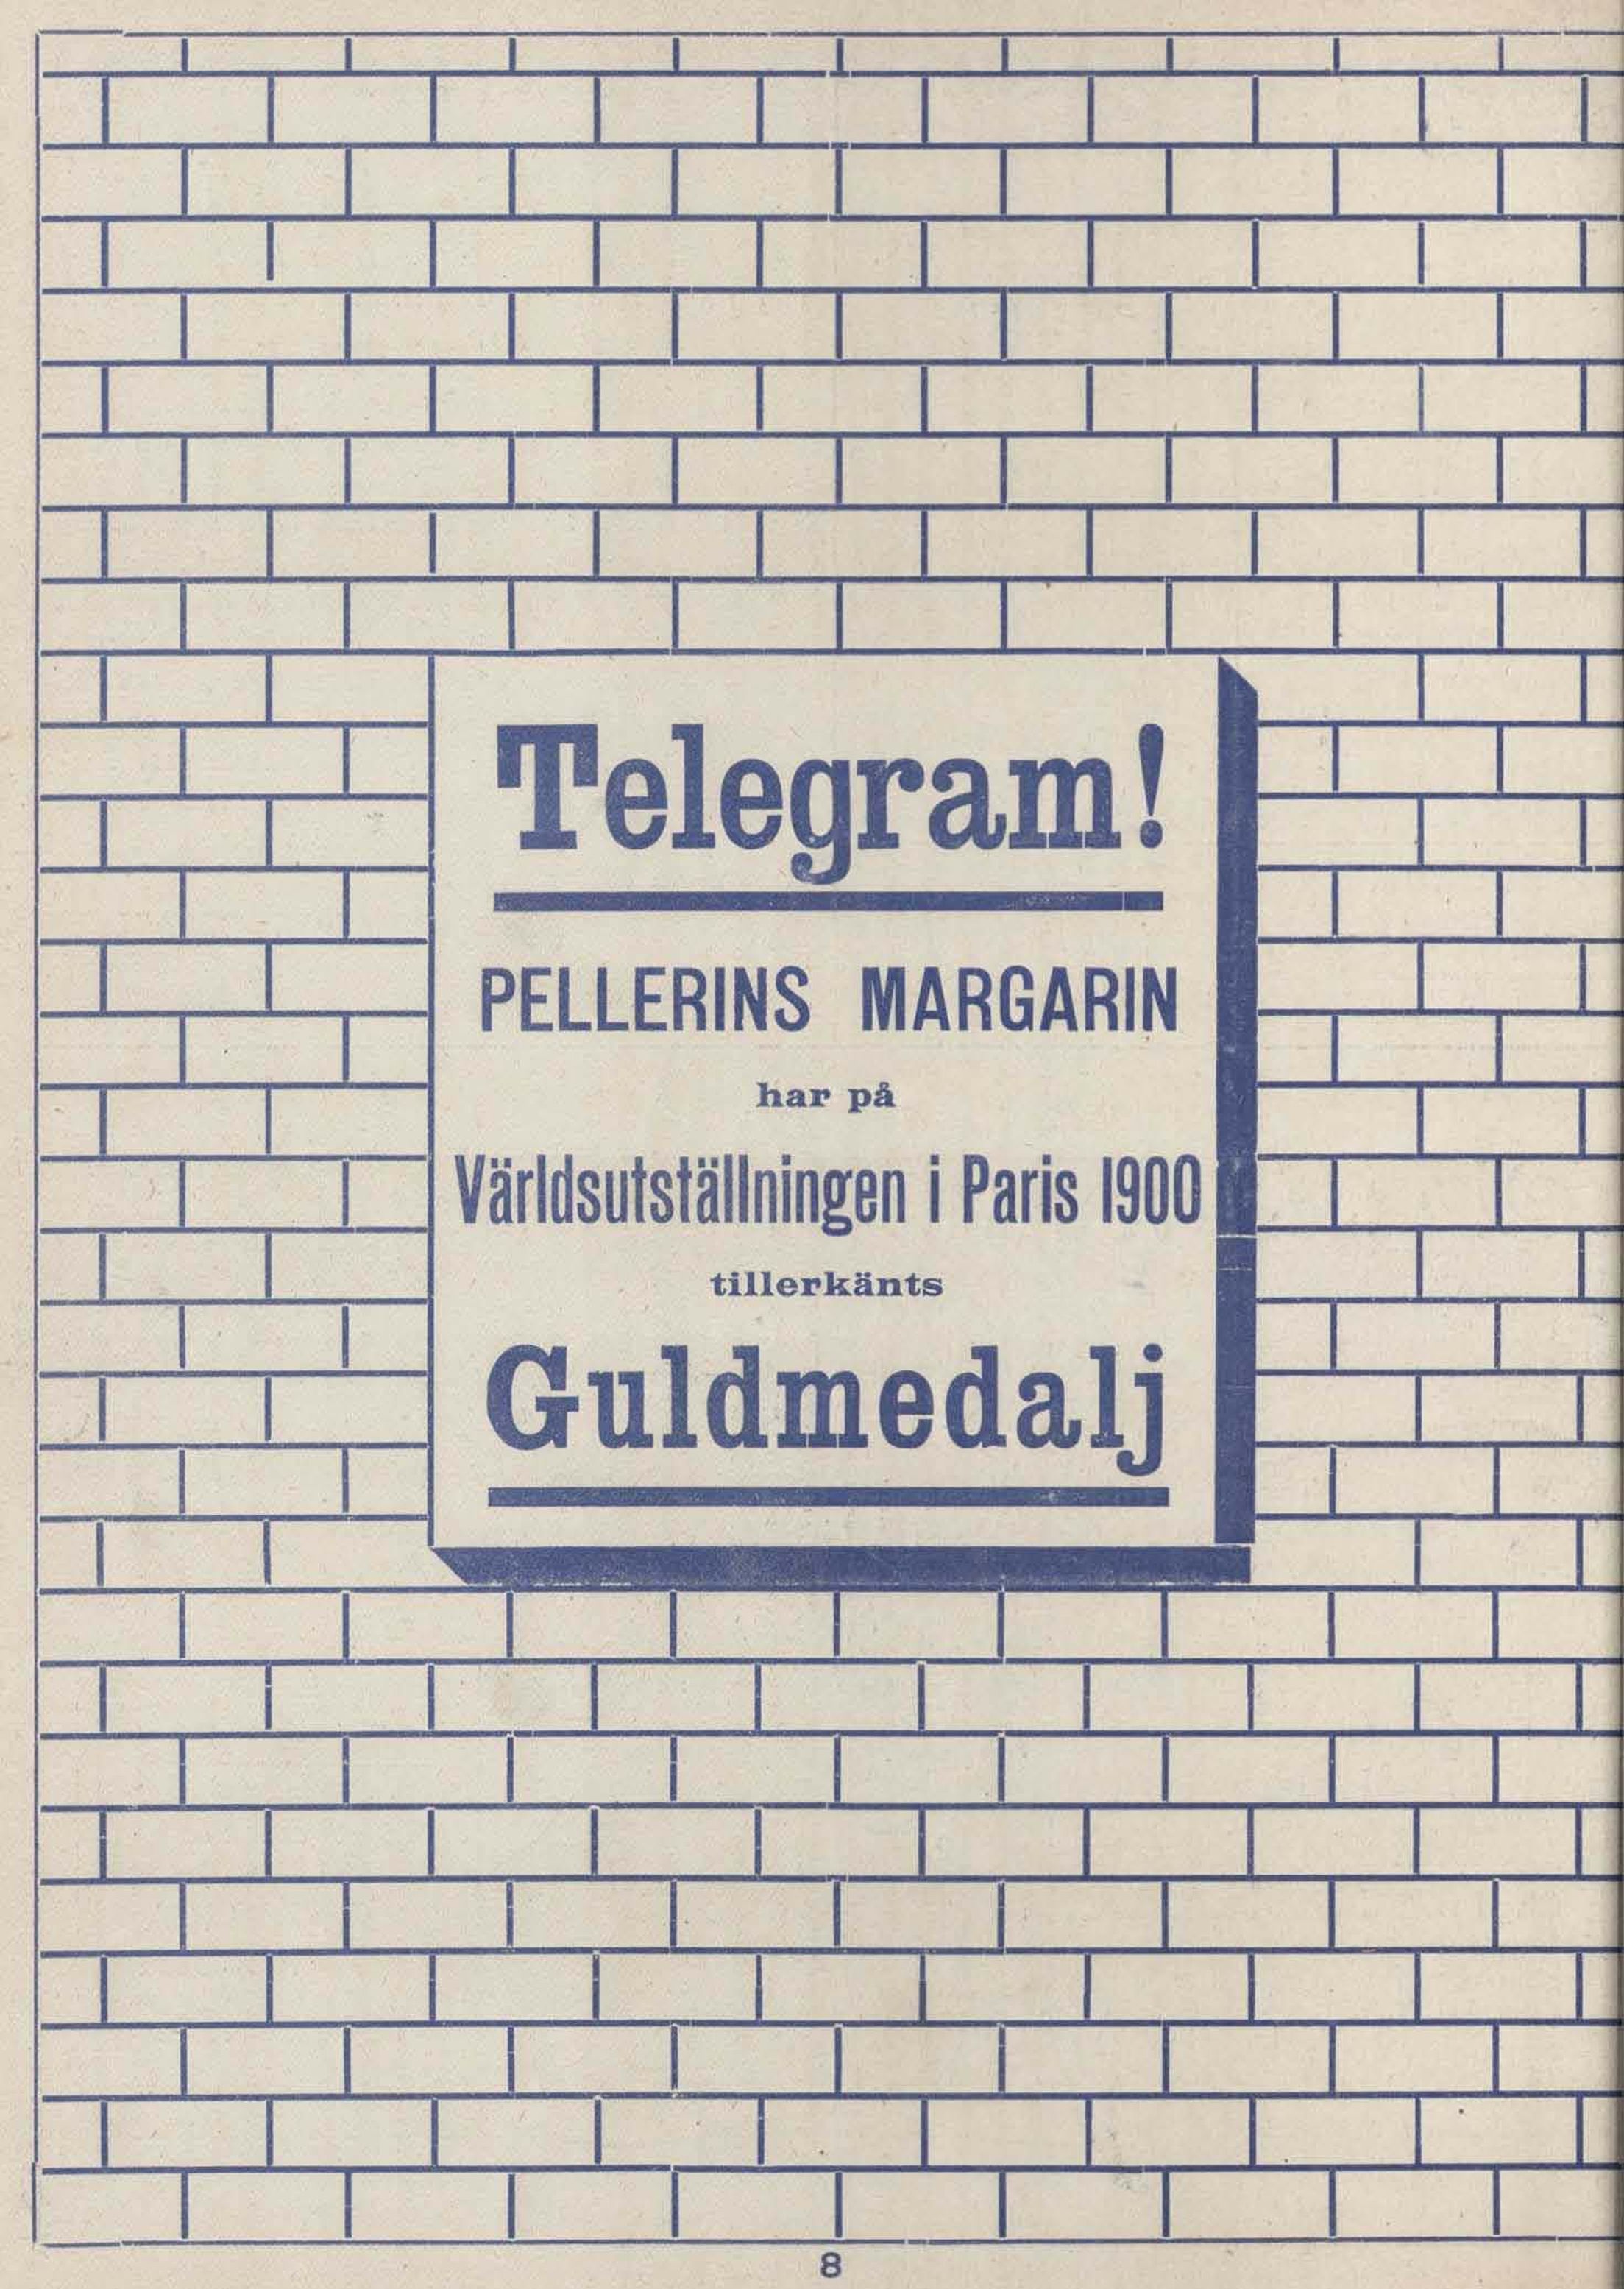 Telegram!
PELLERINS MARGARIN
har på
Världsutställningen i Paris 1900
tillerkänts
Guldmedalj
8